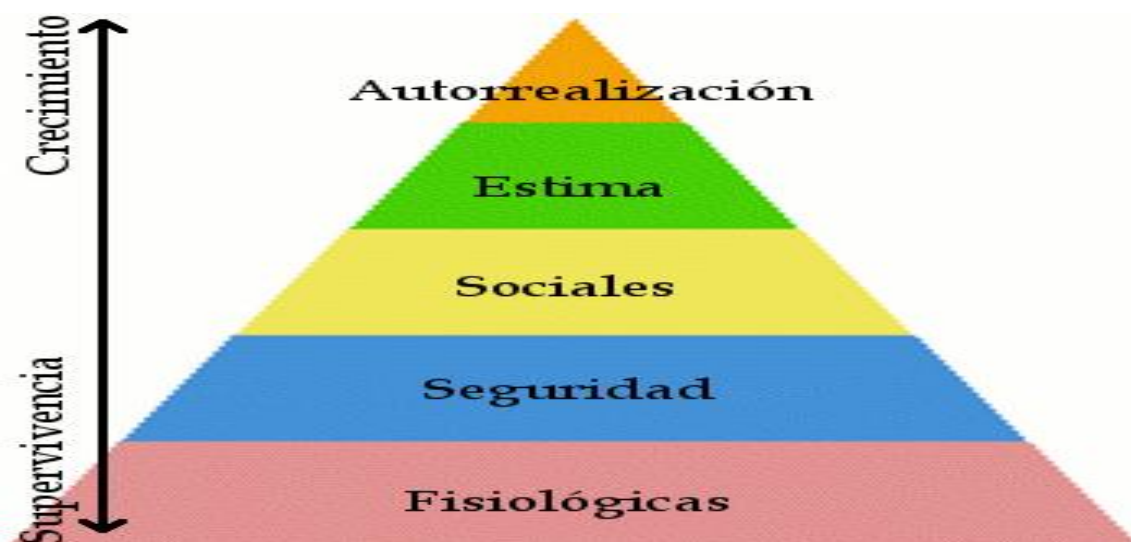 Crecimiento
Supervivencia
Autorrealización
Estima
Sociales
Seguridad
Fisiológicas